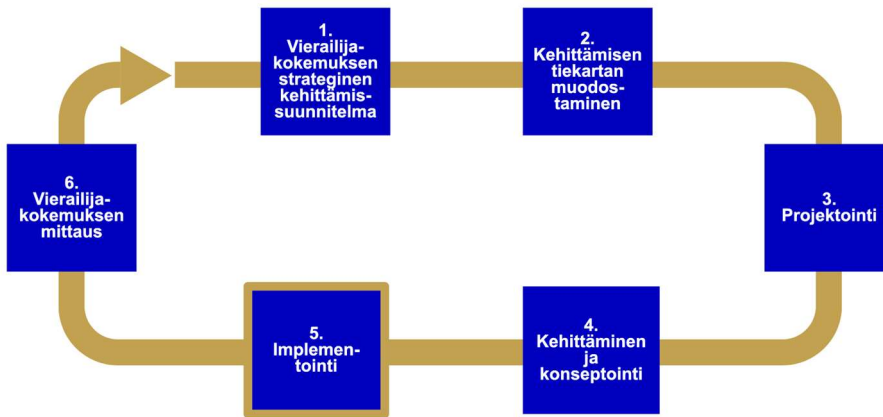 1.
Vierailija-
kokemuksen
strateginen
kehittämis-
suunnitelma
2.
Kehittämisen
tiekartan
muodos-
taminen
3.
Projektointi
4.
Kehittäminen
ja
konseptointi
5.
Implemen-
tointi
6.
Vierailija-
kokemuksen
mittaus